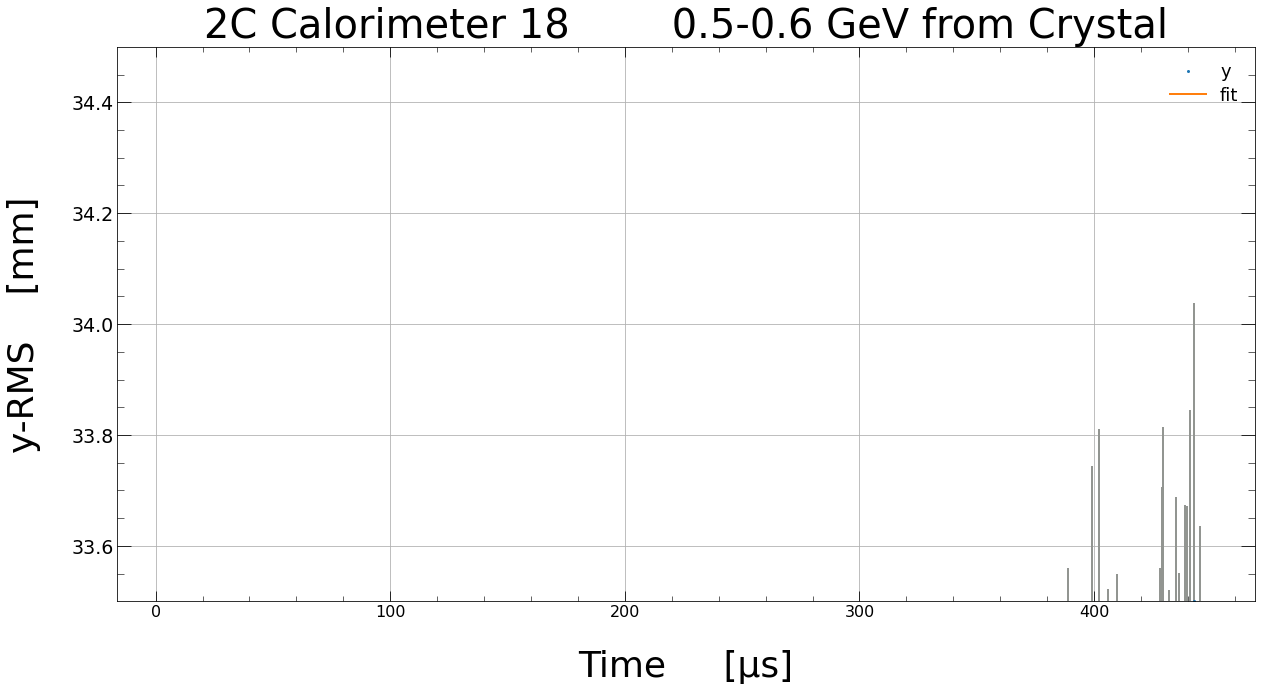 2C Calorimeter 18 0.5-0.6 GeV from Crystal
y
fit
34.4
34.2
34.0
33.8
33.6
y-RMS [mm]
0 100 200 300 400
Time [µs]